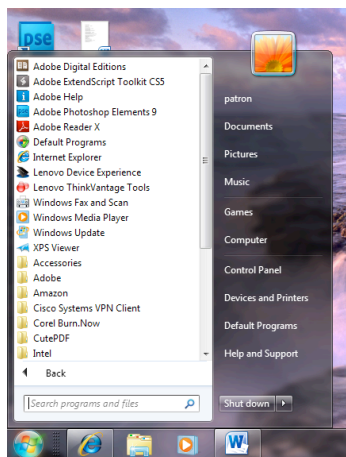 pse
Adobe Digital Editions
Adobe ExtendScript Toolkit CS5
Adobe Help
Adobe Photoshop Elements 9
Adobe Reader X
Default Programs
Internet Explorer
Lenovo Device Experience
Lenovo ThinkVantage Tools
Windows Fax and Scan
Windows Media Player
Windows Update
XPS Viewer
Accessories
Adobe
Amazon
Cisco Systems VPN Client
Corel Burn.Now
CutePDF
Intel
Back
Search programs and files
patron
Documents
Pictures
Music
Games
Computer
Control Panel
Devices and Printers
Default Programs
Help and Support
Shut down
W